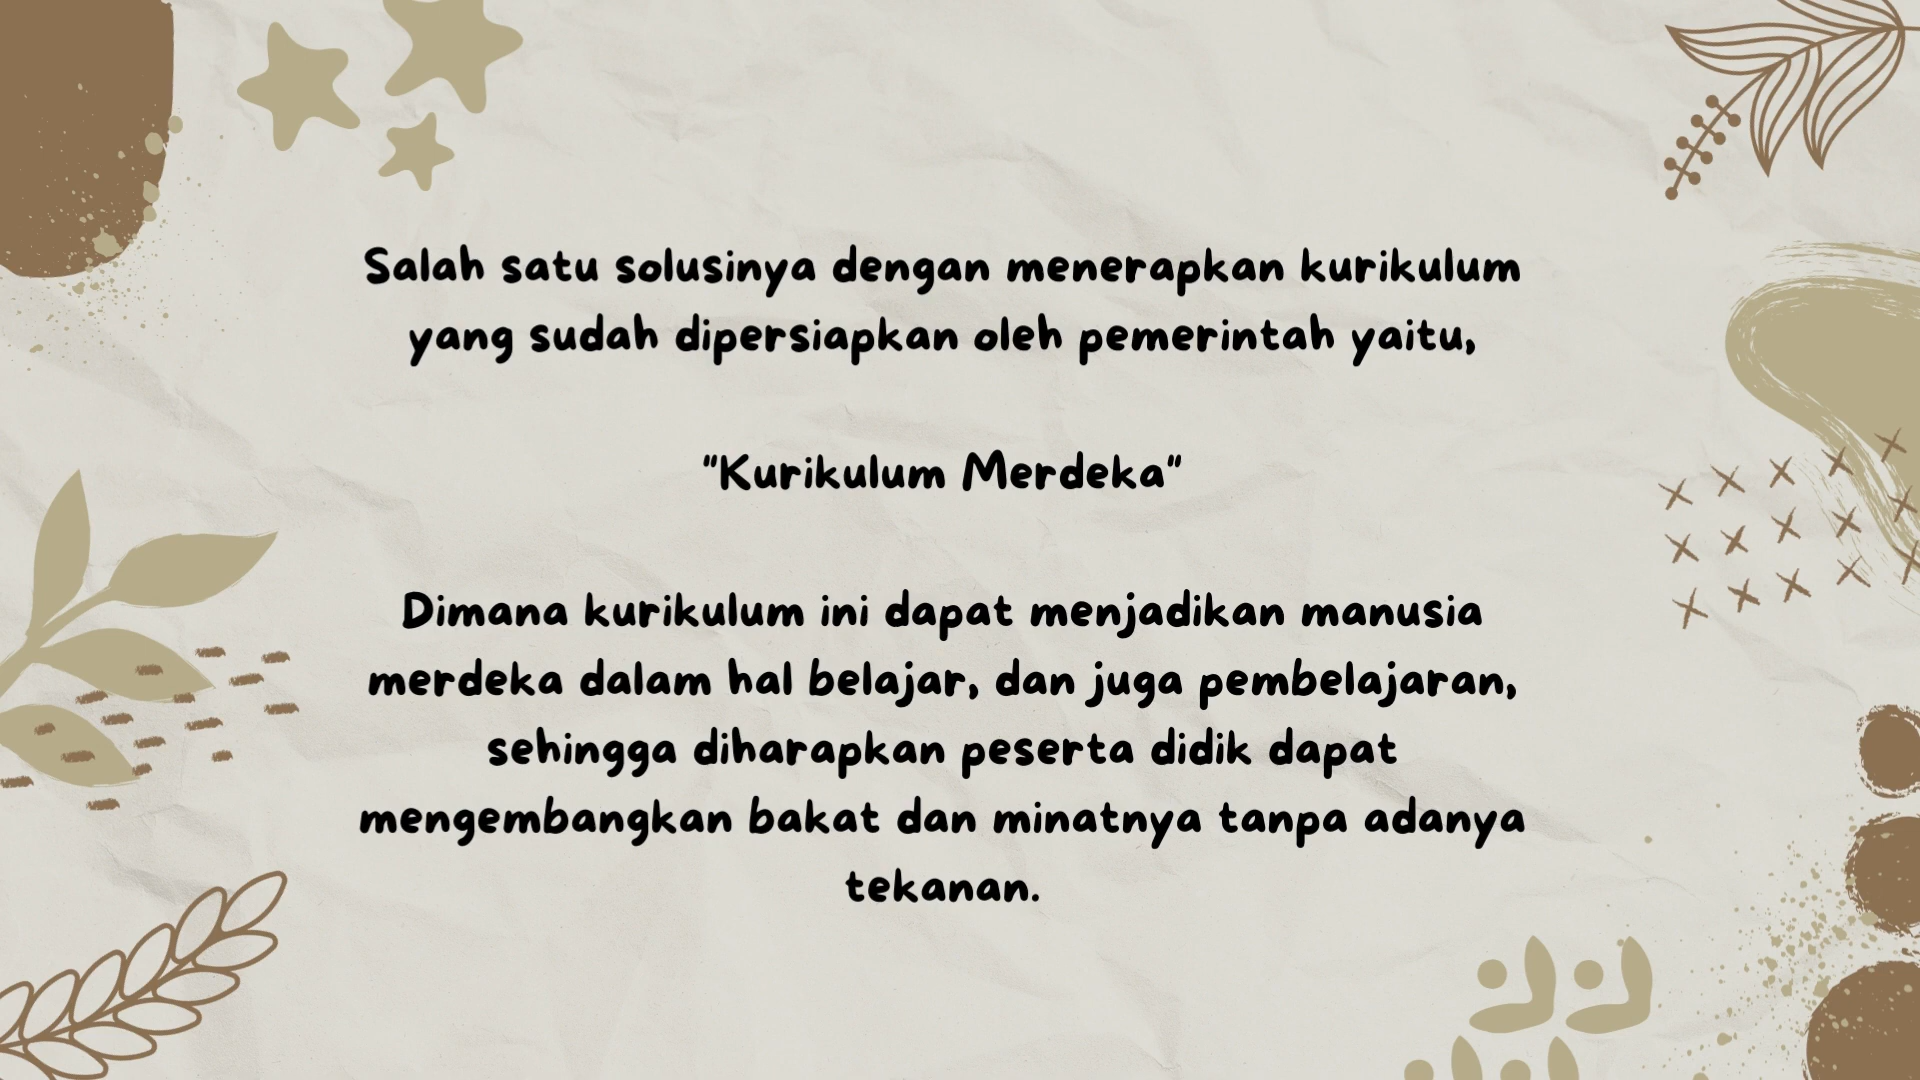 Salah satu solusinya dengan menerapkan kurikulum
yang sudah dipersiapkan oleh pemerintah yaitu,
"Kurikulum Merdeka"
Dimana kurikulum ini dapat menjadikan manusia
merdeka dalam hal belajar, dan juga pembelajaran,
sehingga diharapkan peserta didik dapat
mengembangkan bakat dan minatnya tanpa adanya
tekanan.